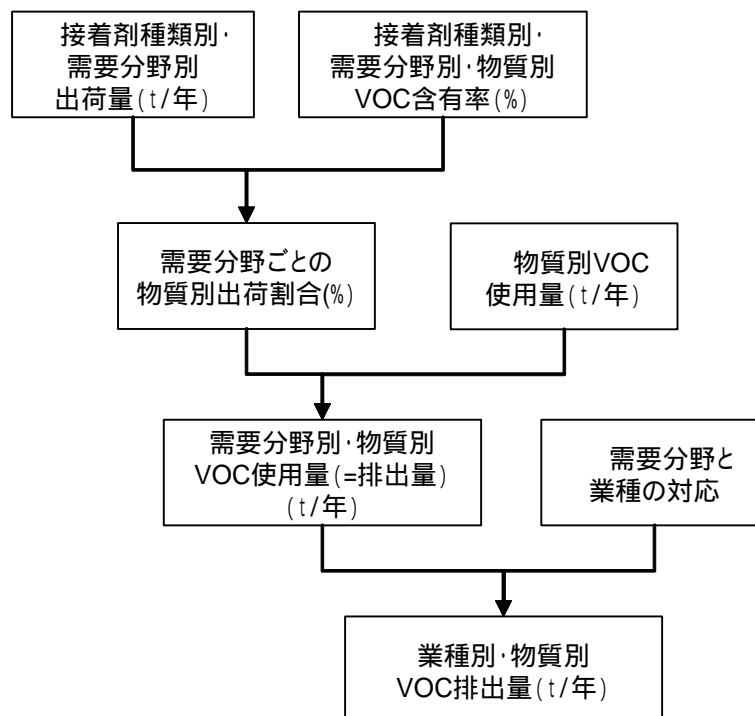 接着剤種類別・
需要分野別
出荷量(t/年)
接着剤種類別・
需要分野別・物質別
VOC含有率(%)
需要分野ごとの
物質別出荷割合(%)
物質別VOC
使用量(t/年)
需要分野別・物質別
VOC使用量(=排出量)
(t/年)
需要分野と
業種の対応
業種別・物質別
VOC排出量(t/年)